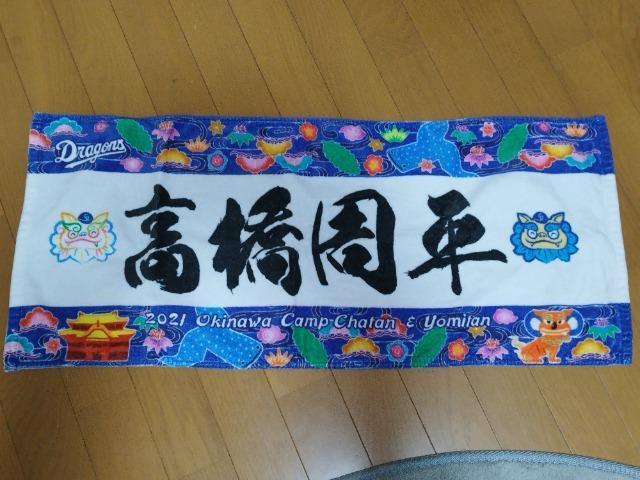 Dragons
高橋周平
2021 Okinawa Camp Chatan & Yomitan